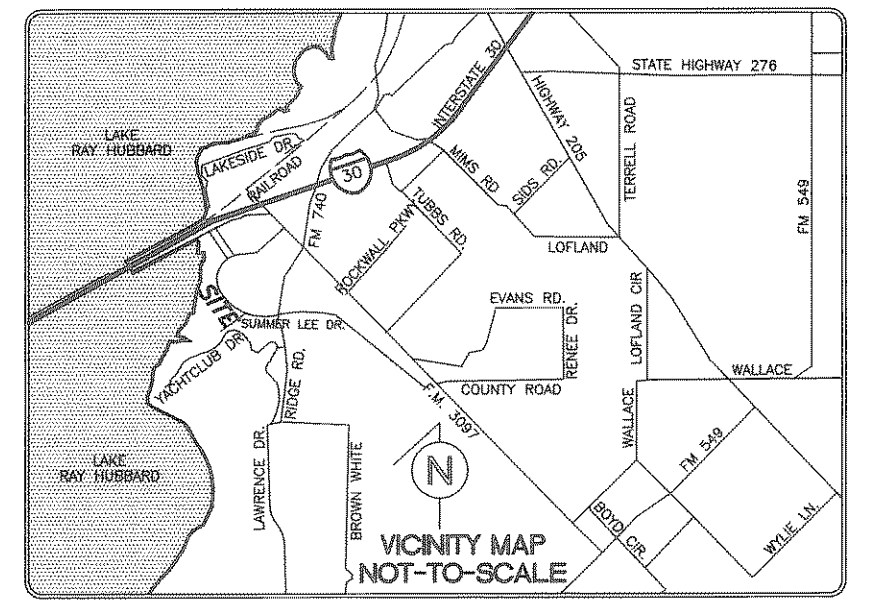 STATE HIGHWAY 276
INTERSTATE 30
HIGHWAY 205
TERRELL ROAD
LAKE
RAY HUBBARD
LAKESIDE DR.
RAILROAD
30
MIMS RD
SIDS RD.
FM 549
FM 740
TUBBS RD.
ROCKWALL PKWY
LOFLAND
SITE
SUMMER LEE DR.
EVANS RD.
RENEE DR.
LOFLAND CIR
YACHTCLUB DR
RIDGE RD.
COUNTY ROAD
WALLACE
F.M. 3097
WALLACE
LAKE
RAY HUBBARD
LAWRENCE DR.
BROWN WHITE
N
FM 549
BOYD CIR.
WYLIE LN.
VICINITY MAP
NOT-TO-SCALE